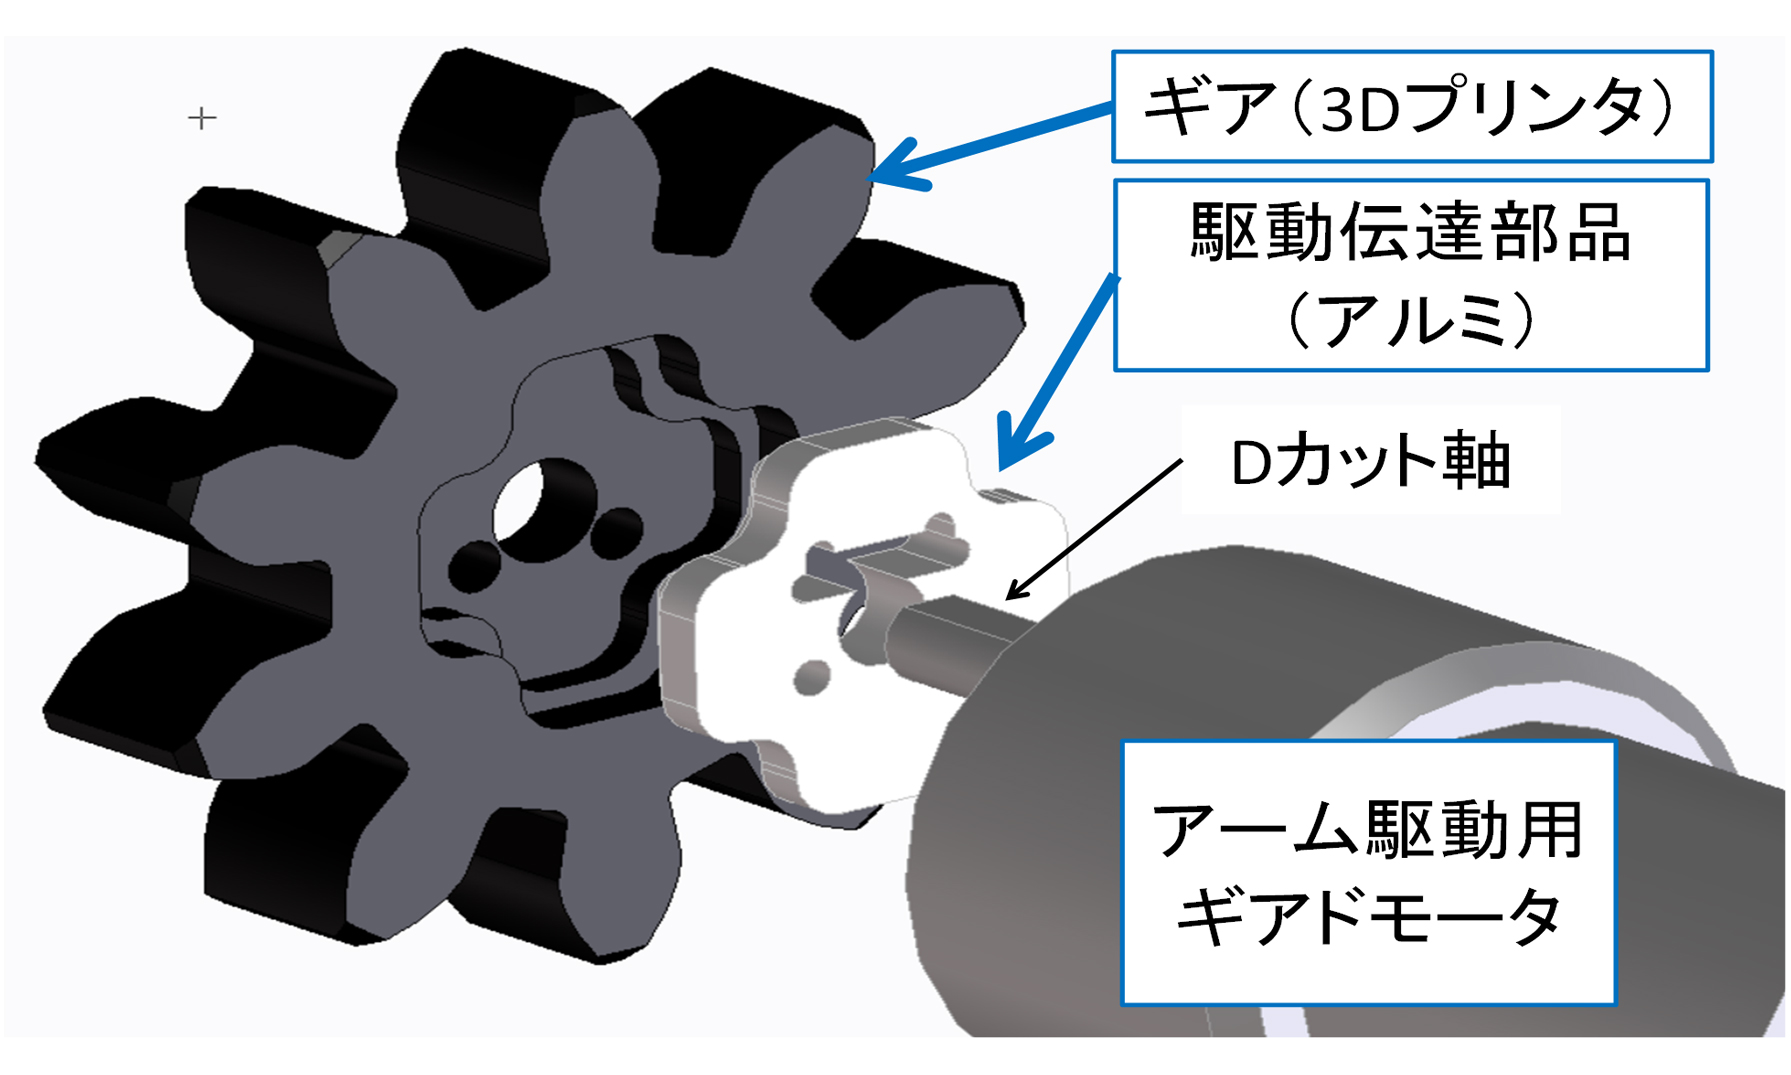 ギア（3Dプリンタ）
駆動伝達部品
（アルミ）
Dカット軸
アーム駆動用
ギアドモータ